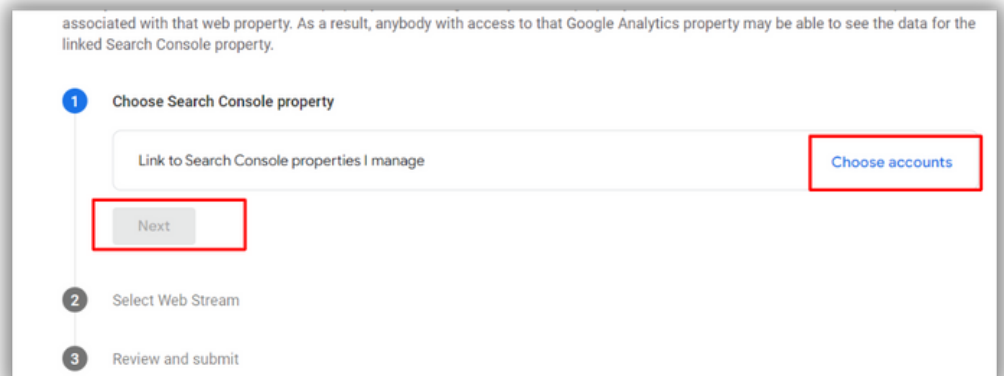 associated with that web property. As a result, anybody with access to that Google Analytics property may be able to see the data for the
linked Search Console property.
1 Choose Search Console property
Link to Search Console properties I manage Choose accounts
Next
2 Select Web Stream
3 Review and submit